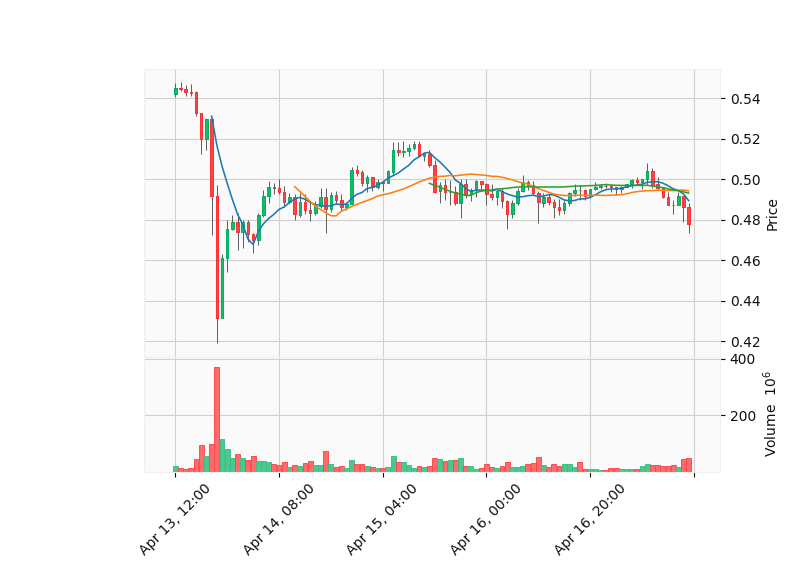 0.54
0.52
0.50
0.48
0.46
0.44
0.42
Price
400
200
Volume 10^6
Apr 13, 12:00
Apr 14, 08:00
Apr 15, 04:00
Apr 16, 00:00
Apr 16, 20:00